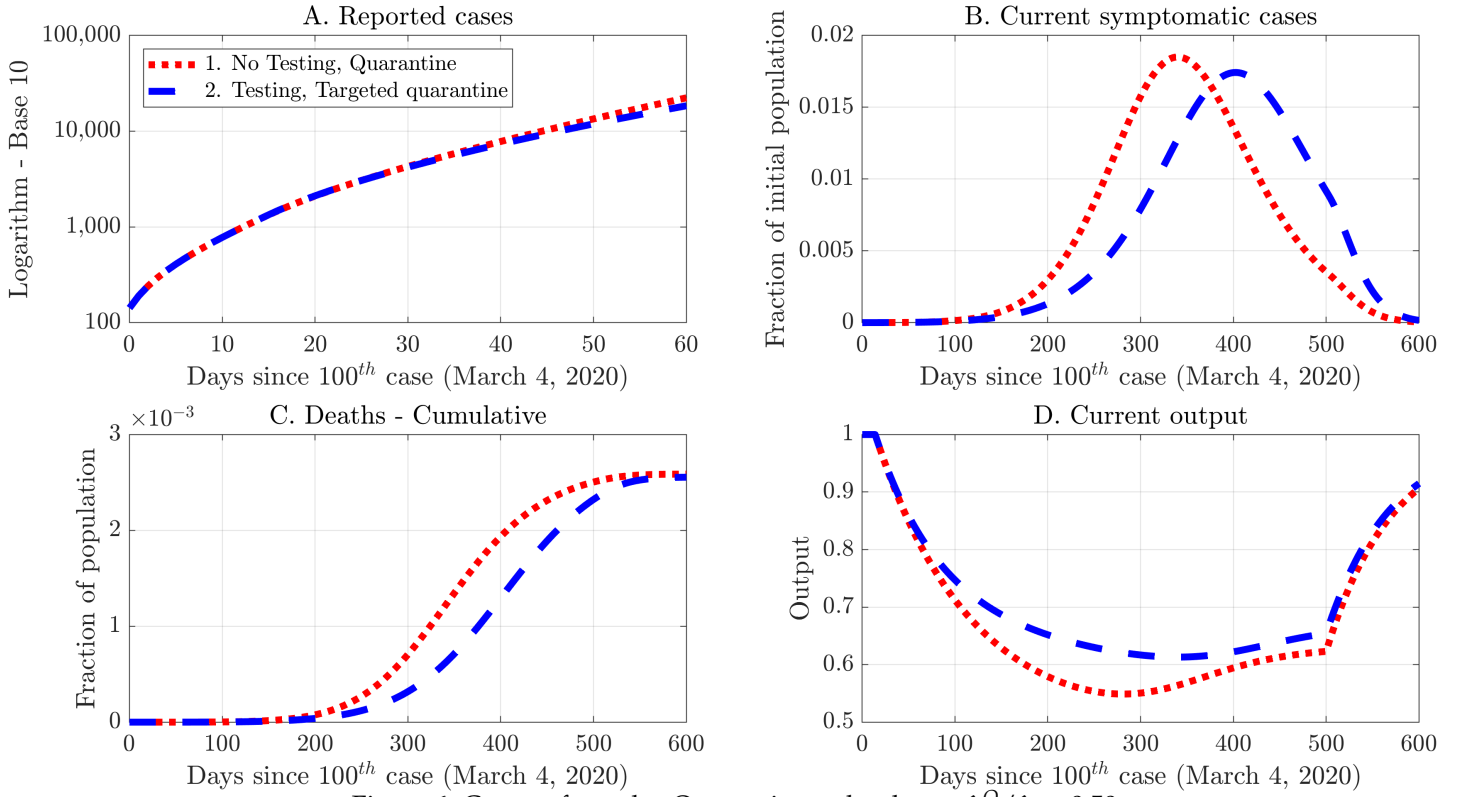 A. Reported cases
100,000
10,000
1,000
100
Logarithm - Base 10
1. No Testing, Quarantine
2. Testing, Targeted quarantine
0 10 20 30 40 50 60
Days since 100th case (March 4, 2020)
B. Current symptomatic cases
0.02
0.015
0.01
0.005
0
Fraction of initial population
0 100 200 300 400 500 600
Days since 100th case (March 4, 2020)
C. Deaths - Cumulative
×10−3
3
2
1
0
Fraction of population
0 100 200 300 400 500 600
Days since 100th case (March 4, 2020)
D. Current output
1
0.9
0.8
0.7
0.6
0.5
Output
0 100 200 300 400 500 600
Days since 100th case (March 4, 2020)